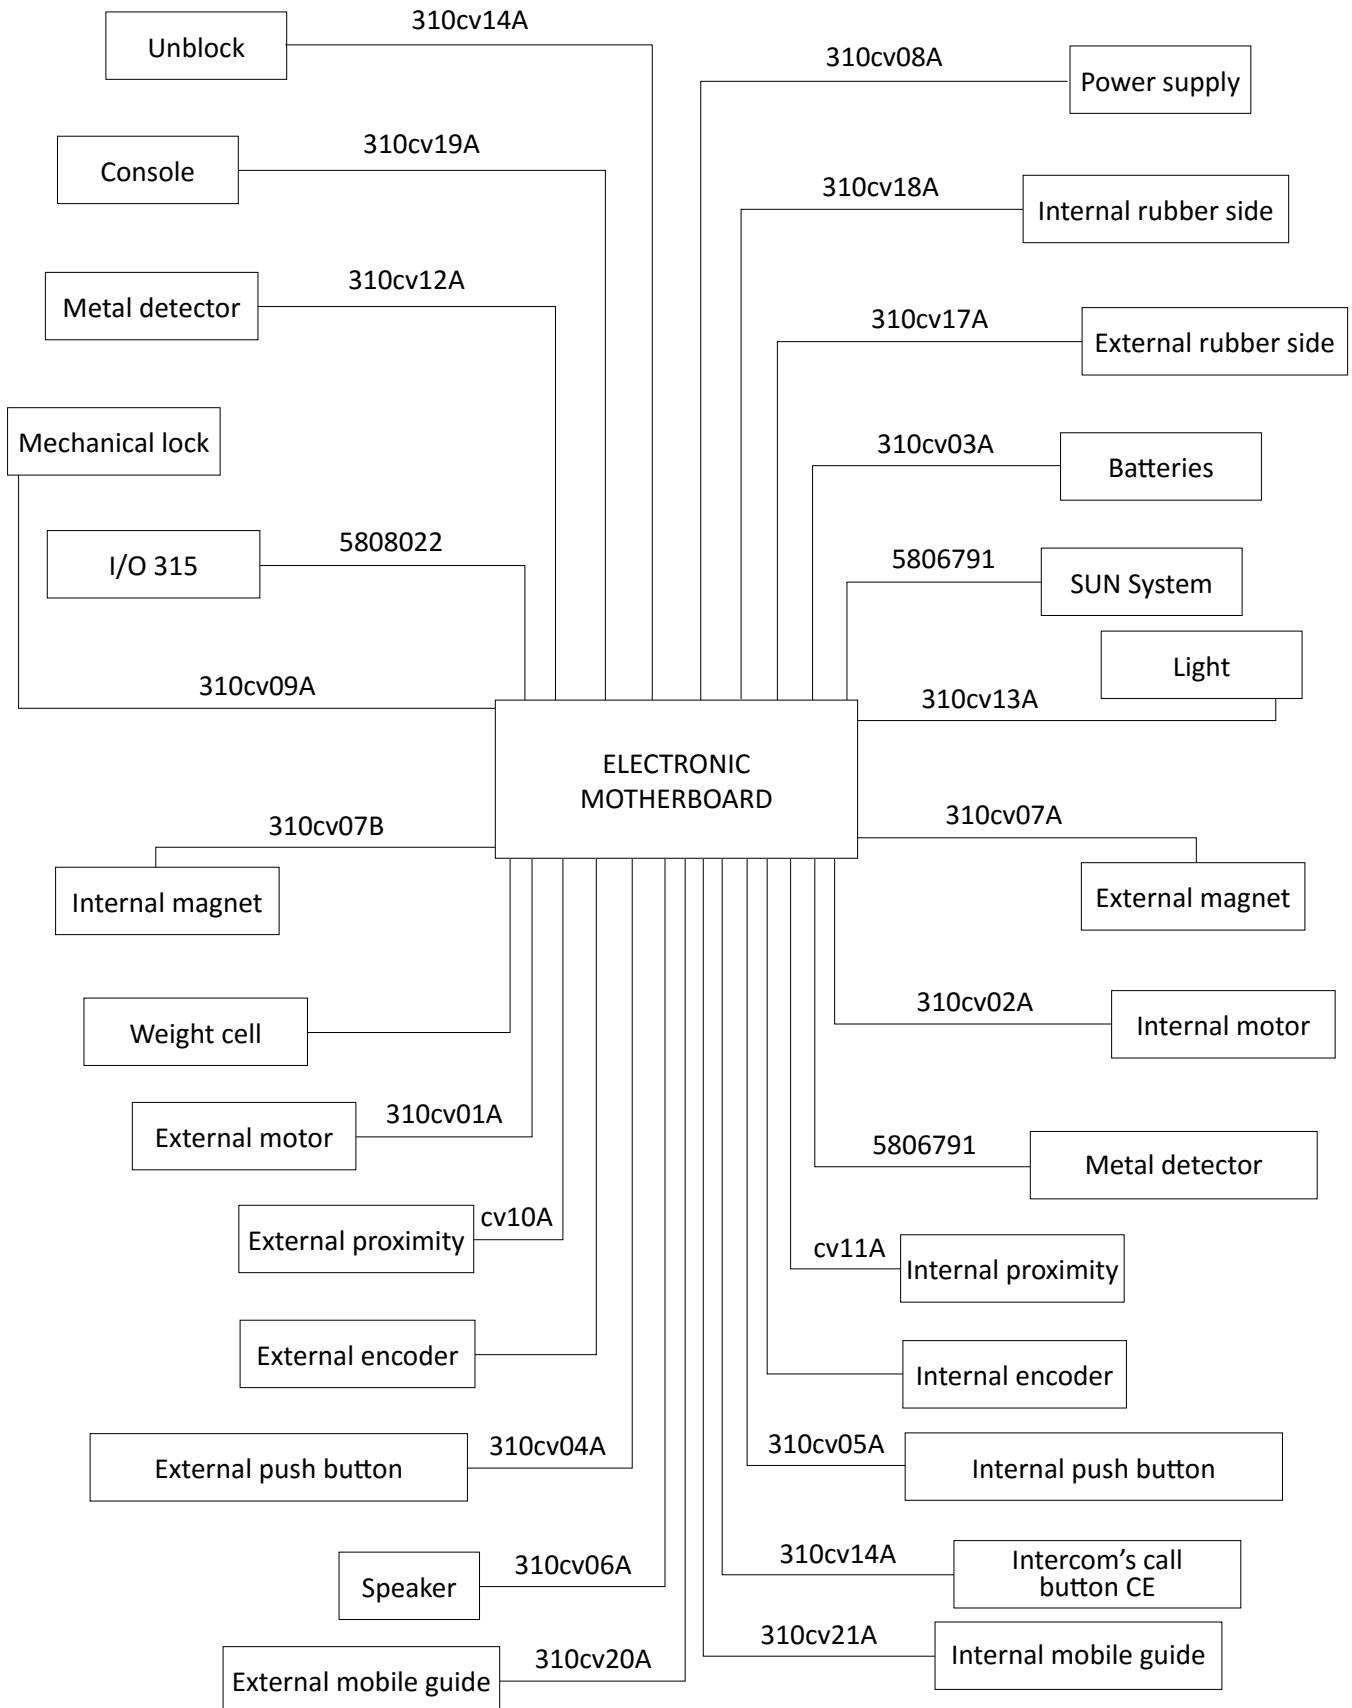 310cv14A
Unblock
310cv08A
Power supply
310cv19A
Console
310cv18A
Internal rubber side
310cv12A
Metal detector
310cv17A
External rubber side
Mechanical lock
310cv03A
Batteries
5808022
I/O 315
5806791
SUN System
Light
310cv09A
310cv13A
ELECTRONIC
MOTHERBOARD
310cv07B
310cv07A
Internal magnet
External magnet
310cv02A
Weight cell
Internal motor
310cv01A
External motor
5806791
Metal detector
cv10A
External proximity
cv11A
Internal proximity
External encoder
Internal encoder
310cv04A
External push button
310cv05A
Internal push button
310cv06A
Speaker
310cv14A
Intercom’s call
button CE
310cv20A
External mobile guide
310cv21A
Internal mobile guide